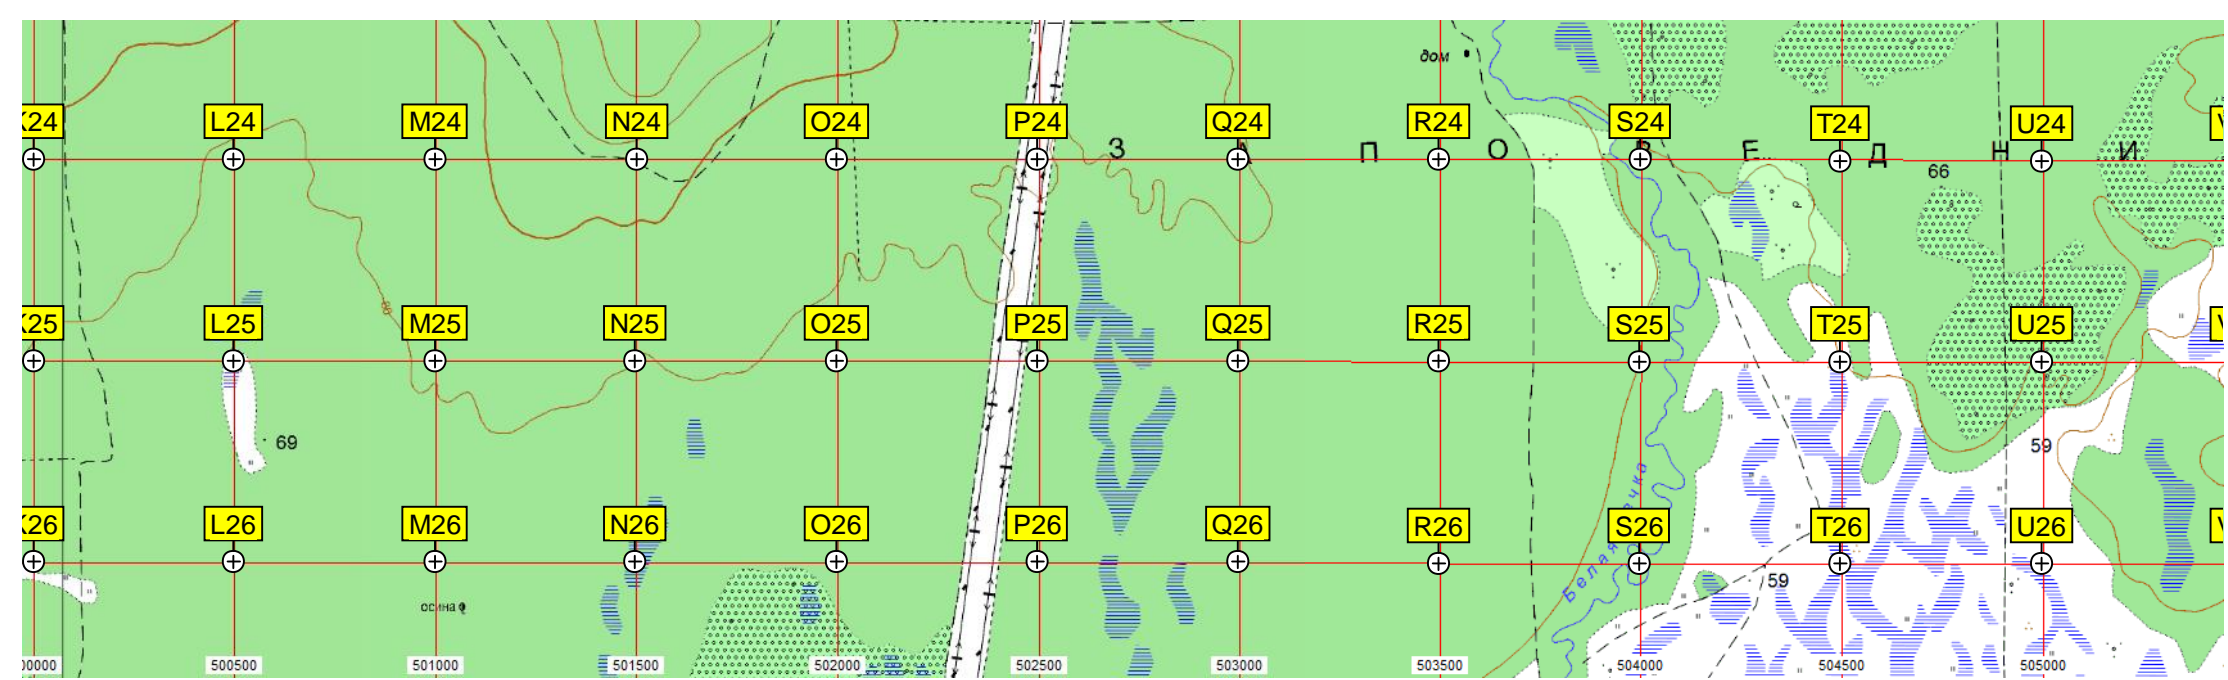 дом
K24 L24 M24 N24 O24 P24 Q24 R24 S24 T24 U24
З А П О В Е Д Н И
66
60
K25 L25 M25 N25 O25 P25 Q25 R25 S25 T25 U25
69
59
K26 L26 M26 N26 O26 P26 Q26 R26 S26 T26 U26
59
осина
00000 500500 501000 501500 502000 502500 503000 503500 504000 504500 505000